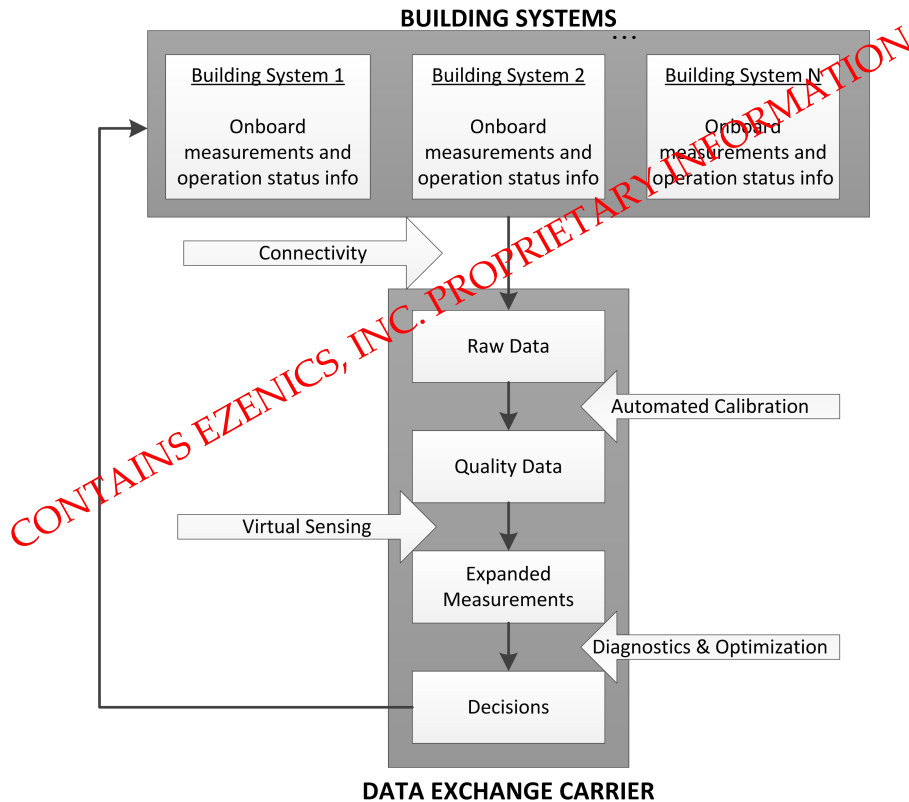 BUILDING SYSTEMS
...
Building System 1
Onboard
measurements and
operation status info
Building System 2
Onboard
measurements and
operation status info
Building System N
Onboard
measurements and
operation status info
CONTAINS EZENICS, INC. PROPRIETARY INFORMATION
Connectivity
Raw Data
Automated Calibration
Quality Data
Virtual Sensing
Expanded
Measurements
Diagnostics & Optimization
Decisions
DATA EXCHANGE CARRIER